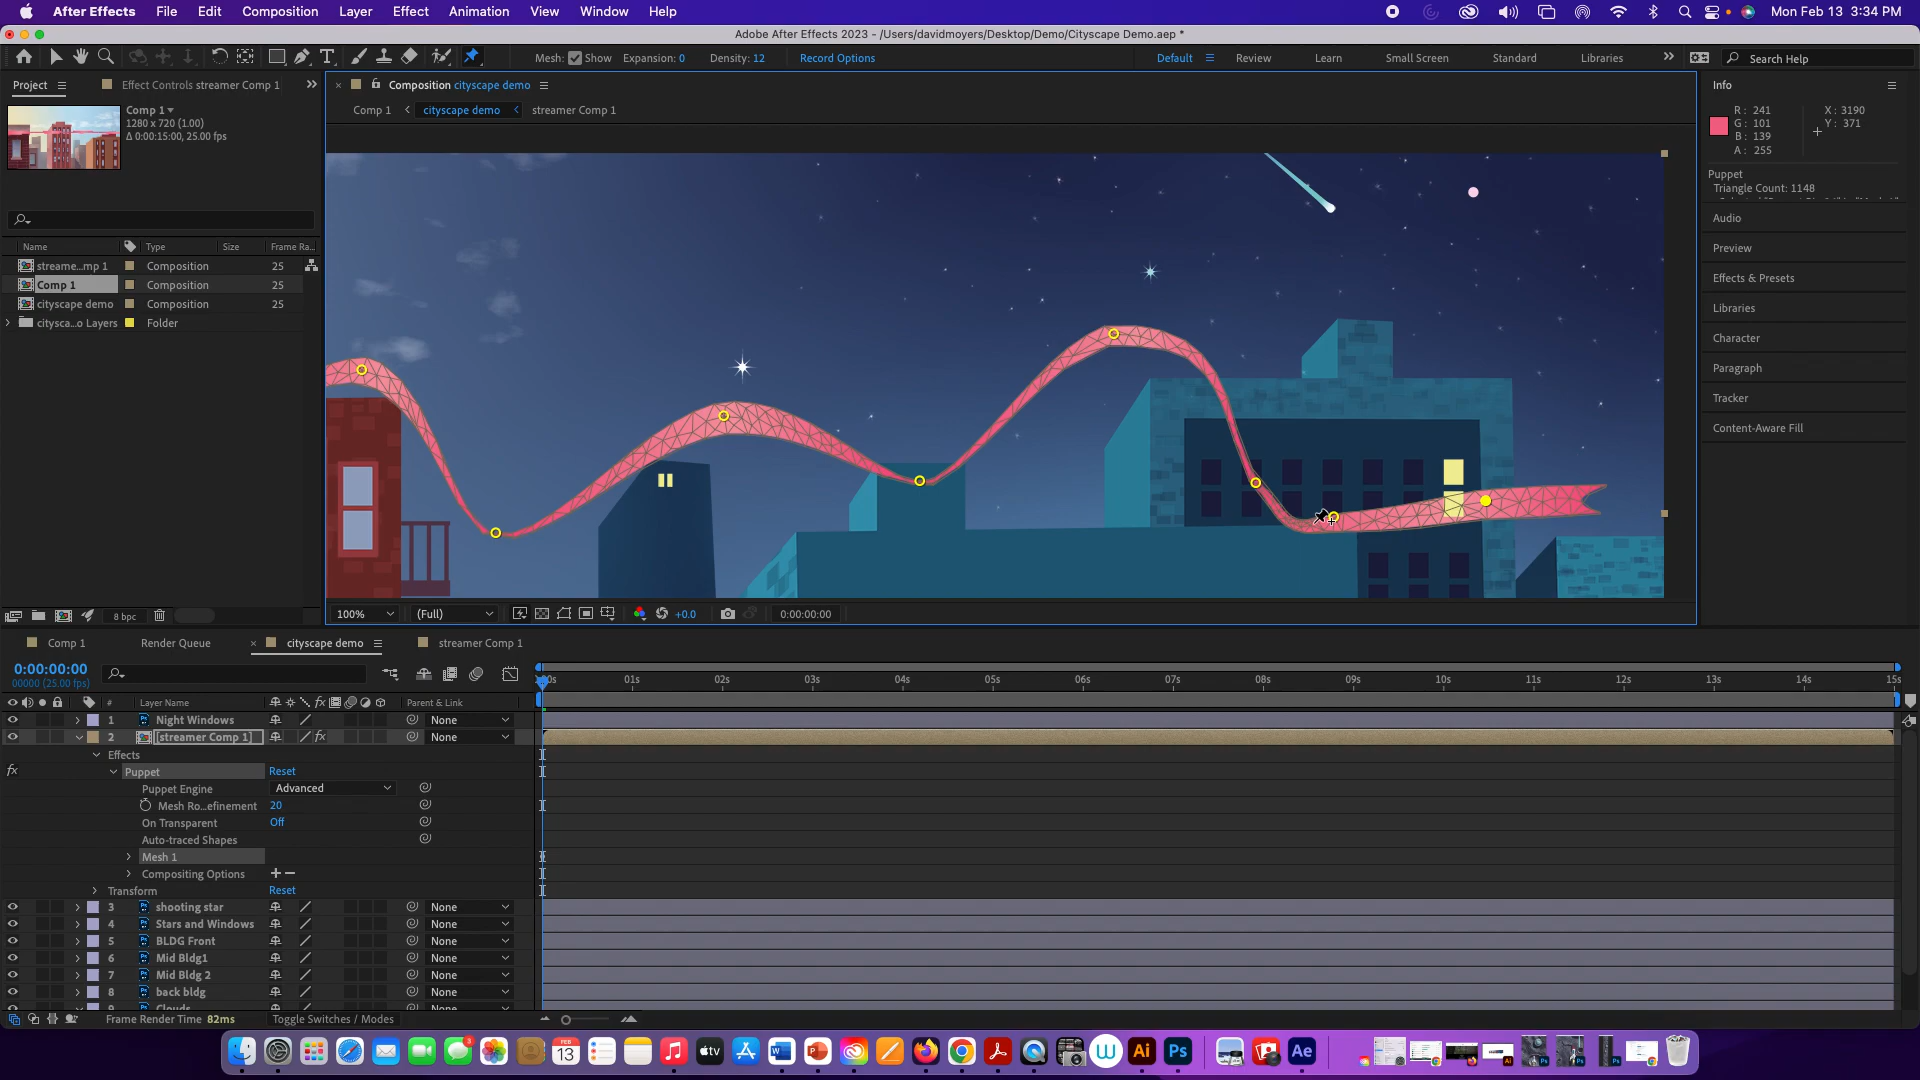 After Effects File Edit Composition Layer Effect Animation View Window Help Mon Feb 13 3:34 PM
Adobe After Effects 2023 - /Users/davidmoyers/Desktop/Demo/Cityscape Demo.aep *
Mesh: Show Expansion: 0 Density: 12 Record Options Default Review Learn Small Screen Standard Libraries Search Help
Project Effect Controls streamer Comp 1
Comp 1
1280 x 720 (1.00)
Δ 0:00:15:00, 25.00 fps
Composition cityscape demo
Comp 1 cityscape demo streamer Comp 1
Info
R: 241 X: 3190
G: 101 Y: 371
B: 139
A: 255
Puppet
Triangle Count: 1148
Audio
Preview
Effects & Presets
Libraries
Character
Paragraph
Tracker
Content-Aware Fill
Name Type Size Frame Ra...
streame...mp 1 Composition 25
Comp 1 Composition 25
cityscape demo Composition 25
citysca...o Layers Folder
8 bpc
100% (Full) +0.0 0:00:00:00
Comp 1 Render Queue cityscape demo streamer Comp 1
0:00:00:00
00000 (25.00 fps)
01s 02s 03s 04s 05s 06s 07s 08s 09s 10s 11s 12s 13s 14s 15s
# Layer Name Parent & Link
1 Night Windows None
2 [streamer Comp 1] None
Effects
Puppet Reset
Puppet Engine Advanced
Mesh Ro...efinement 20
On Transparent Off
Auto-traced Shapes
Mesh 1
Compositing Options
Transform Reset
3 shooting star None
4 Stars and Windows None
5 BLDG Front None
6 Mid Bldg1 None
7 Mid Bldg 2 None
8 back bldg None
9 Clouds None
Frame Render Time 82ms Toggle Switches / Modes
FEB
13
3
tv
W
P
Ai
Ps
Ae